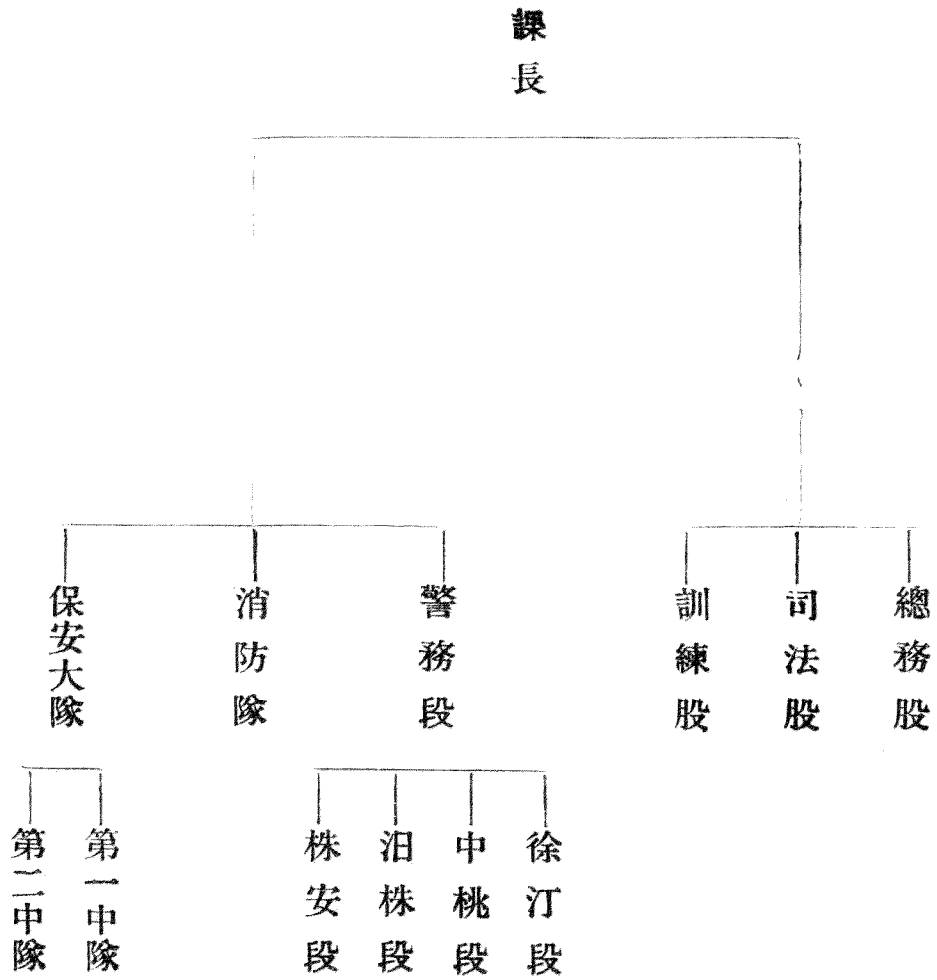 課長
總務股
司法股
訓練股
警務段
消防隊
保安大隊
徐汀段
中桃段
汨株段
株安段
第一中隊
第二中隊